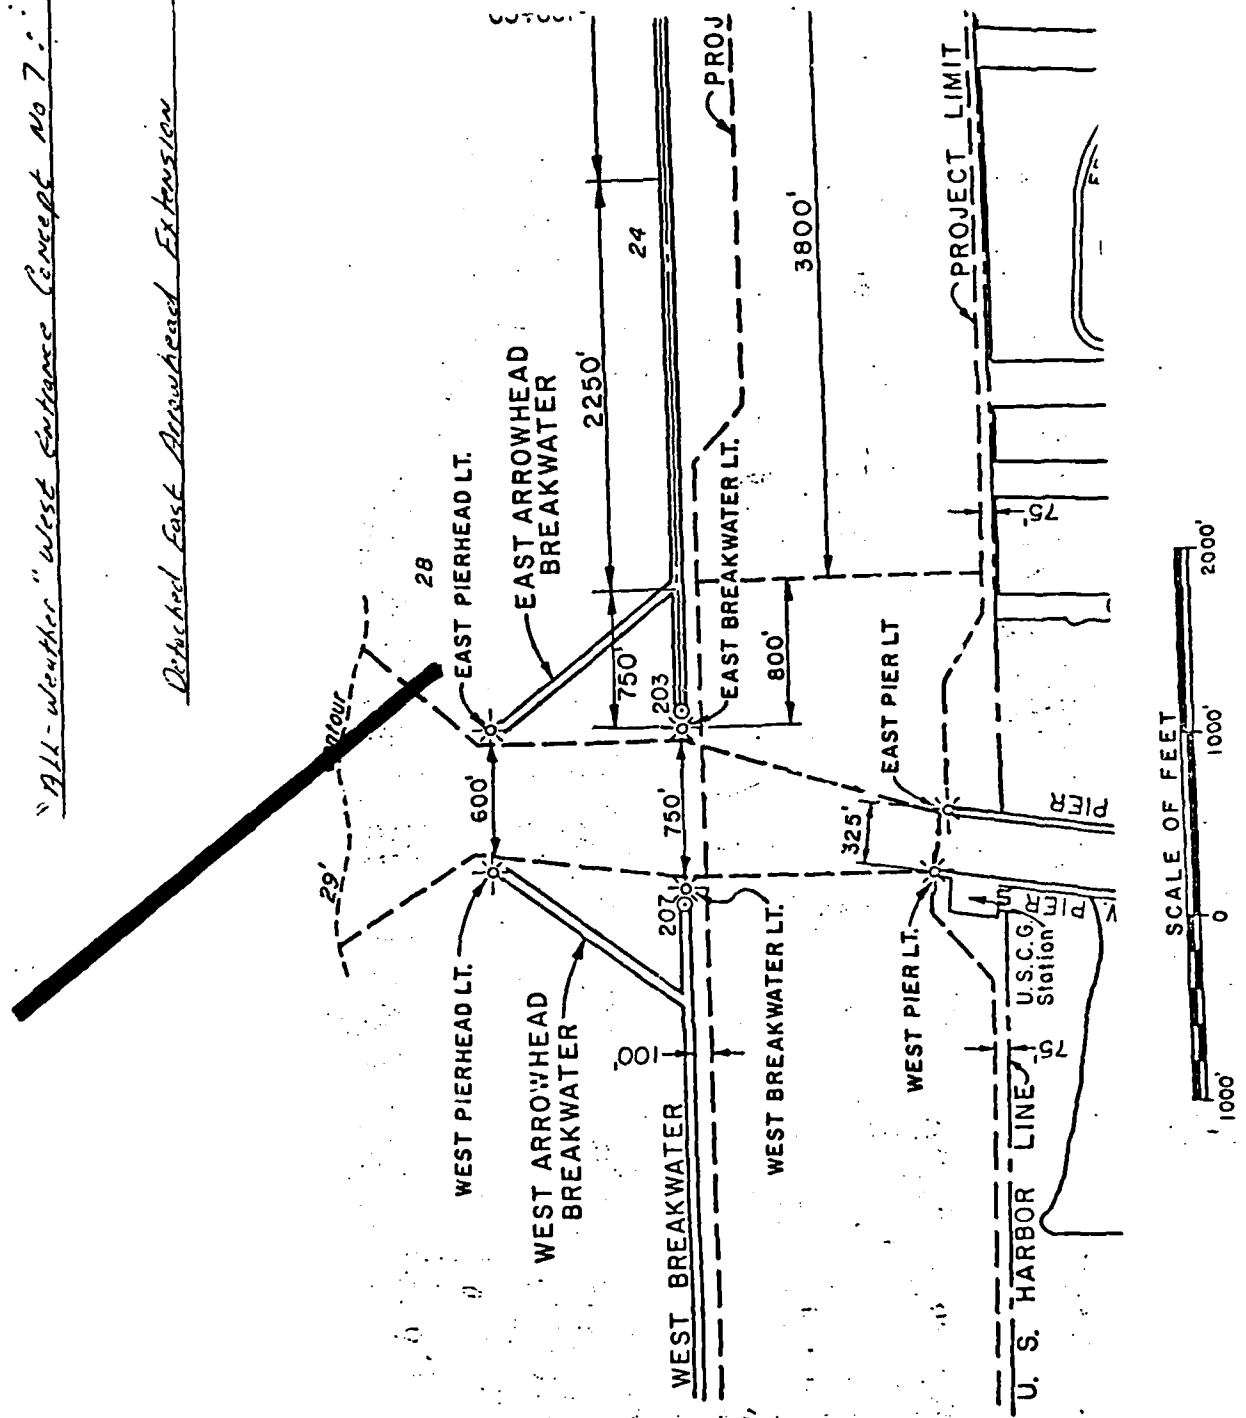 "All-Weather" West Entrance Concept No 7:
Detached East Arrowhead Extension
29'
28
WEST PIERHEAD LT.
600'
EAST PIERHEAD LT.
WEST ARROWHEAD
BREAKWATER
EAST ARROWHEAD
BREAKWATER
2250'
750'
24
WEST BREAKWATER
100'
207
750'
203
WEST BREAKWATER LT.
EAST BREAKWATER LT.
800'
3800'
325'
EAST PIER LT
WEST PIER LT.
PROJECT LIMIT
U. S. HARBOR LINE
75'
U.S.C.G.
Station
PIER
PIER
75'
SCALE OF FEET
1000'
0
1000'
2000'